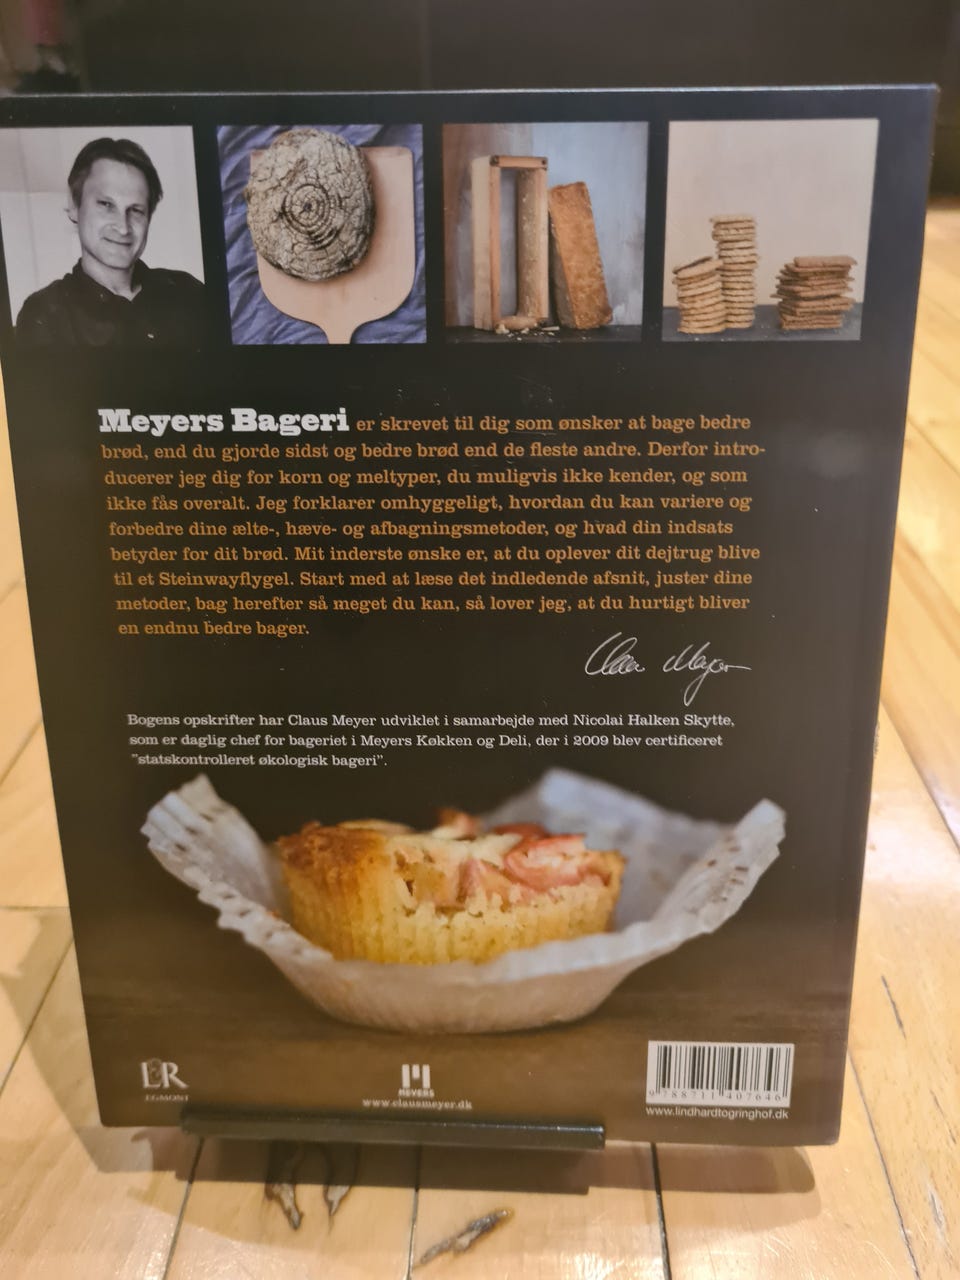 Meyers Bageri er skrevet til dig som ønsker at bage bedre
brød, end du gjorde sidst og bedre brød end de fleste andre. Derfor intro-
ducerer jeg dig for korn og meltyper, du muligvis ikke kender, og som
ikke fås overalt. Jeg forklarer omhyggeligt, hvordan du kan variere og
forbedre dine ælte-, hæve- og afbagningsmetoder, og hvad din indsats
betyder for dit brød. Mit inderste ønske er, at du oplever dit dejtrug blive
til et Steinwayflygel. Start med at læse det indledende afsnit, juster dine
metoder, bag herefter så meget du kan, så lover jeg, at du hurtigt bliver
en endnu bedre bager.
Claus Meyer
Bogens opskrifter har Claus Meyer udviklet i samarbejde med Nicolai Halken Skytte,
som er daglig chef for bageriet i Meyers Køkken og Deli, der i 2009 blev certificeret
"statskontrolleret økologisk bageri".
L&R
EGMONT
MEYERS
www.clausmeyer.dk
9 788711 407646
www.lindhardtogringhof.dk